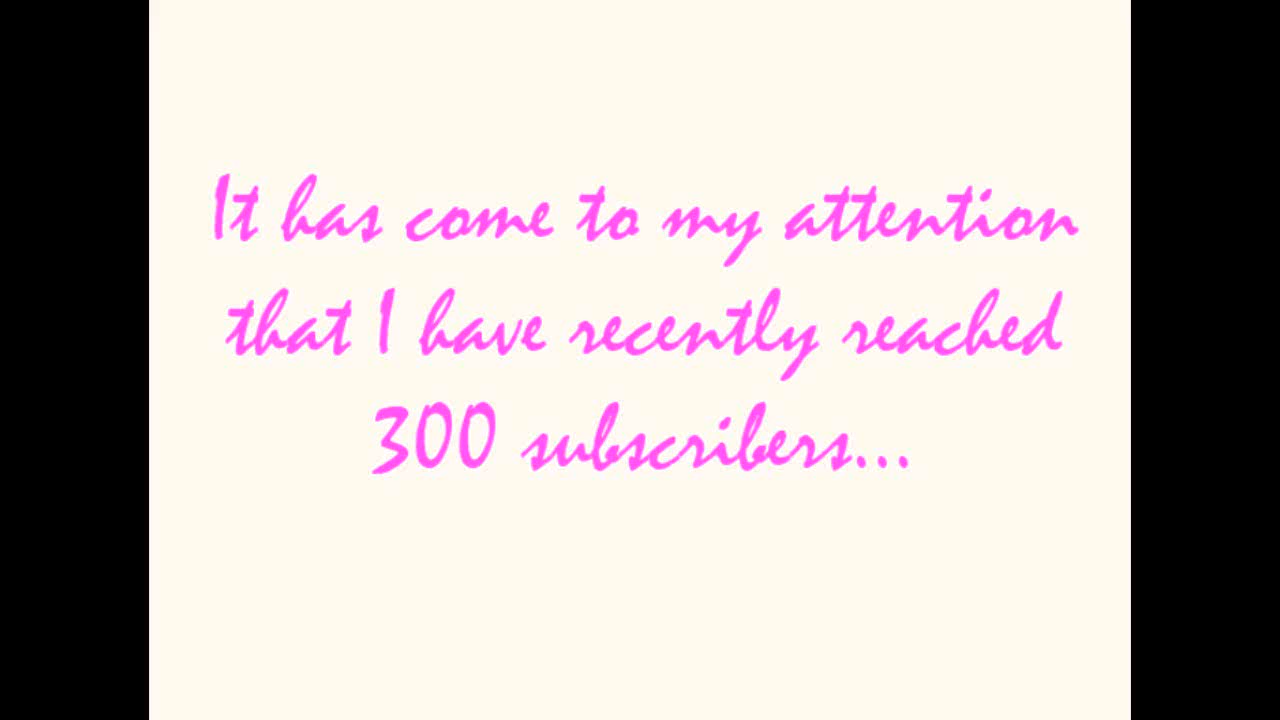 It has come to my attention
that I have recently reached
300 subscribers...